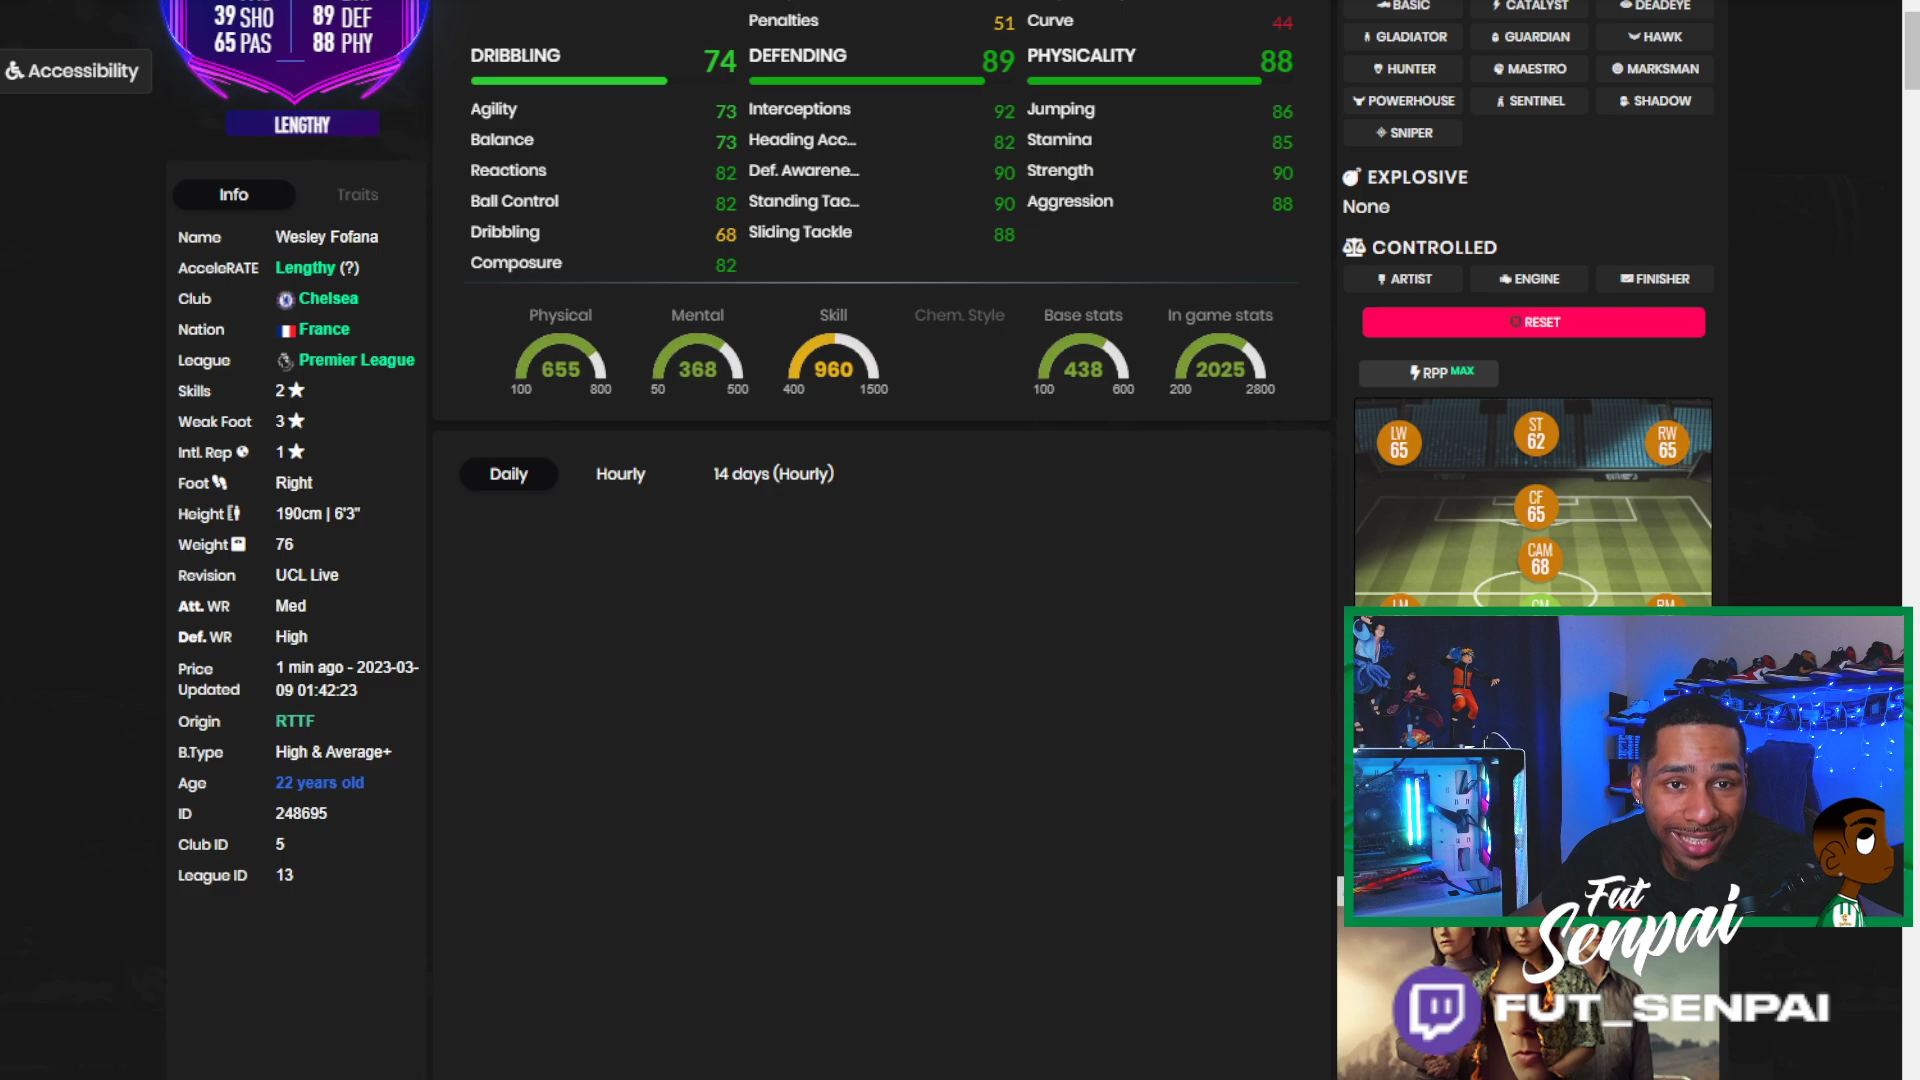 39 SHO 89 DEF
65 PAS 88 PHY
LENGTHY
Accessibility
Info Traits
Name Wesley Fofana
AcceleRATE Lengthy (?)
Club Chelsea
Nation France
League Premier League
Skills 2 ★
Weak Foot 3 ★
Intl. Rep 1 ★
Foot Right
Height 190cm | 6'3"
Weight 76
Revision UCL Live
Att. WR Med
Def. WR High
Price Updated 1 min ago - 2023-03-
09 01:42:23
Origin RTTF
B.Type High & Average+
Age 22 years old
ID 248695
Club ID 5
League ID 13
Penalties 51 Curve 44
DRIBBLING 74 DEFENDING 89 PHYSICALITY 88
Agility 73 Interceptions 92 Jumping 86
Balance 73 Heading Acc... 82 Stamina 85
Reactions 82 Def. Awarene... 90 Strength 90
Ball Control 82 Standing Tac... 90 Aggression 88
Dribbling 68 Sliding Tackle 88
Composure 82
Physical Mental Skill Chem. Style Base stats In game stats
655 368 960 438 2025
100 800 50 500 400 1500 100 600 200 2800
Daily Hourly 14 days (Hourly)
BASIC CATALYST DEADEYE
GLADIATOR GUARDIAN HAWK
HUNTER MAESTRO MARKSMAN
POWERHOUSE SENTINEL SHADOW
SNIPER
EXPLOSIVE
None
CONTROLLED
ARTIST ENGINE FINISHER
RESET
RPP MAX
LW 65 ST 62 RW 65
CF 65
CAM 68
LM CM RM
Fut
Senpai
FUT_SENPAI